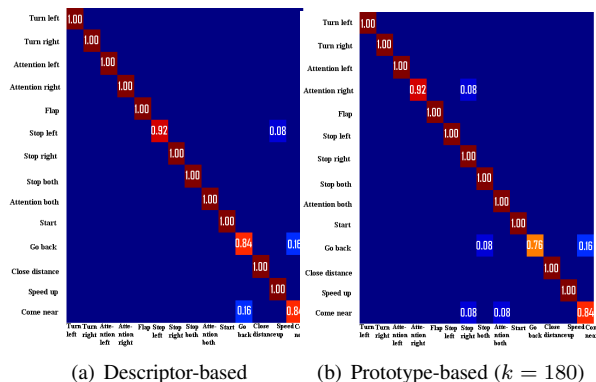 Turn left
1.00
Turn right
1.00
Attention left
1.00
Attention right
1.00
Flap
1.00
Stop left
0.92 0.08
Stop right
1.00
Stop both
1.00
Attention both
1.00
Start
1.00
Go back
0.84 0.16
Close distance
1.00
Speed up
1.00
Come near
0.16 0.84
Turn Turn Atte- Atte- Flap Stop Stop Stop Atte- Start Go Close Speed Con
left right ntion ntion left right both ntion back distance up nea
left right both
(a) Descriptor-based
Turn left
1.00
Turn right
1.00
Attention left
1.00
Attention right
0.92 0.08
Flap
1.00
Stop left
1.00
Stop right
1.00
Stop both
1.00
Attention both
1.00
Start
1.00
Go back
0.08 0.76 0.16
Close distance
1.00
Speed up
1.00
Come near
0.08 0.08 0.84
Turn Turn Atte- Atte- Flap Stop Stop Stop Atte- Start Go Close Speed Con
left right ntion ntion left right both ntion back distance up nea
left right both
(b) Prototype-based (k = 180)